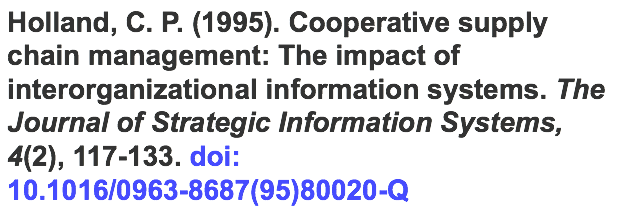 Holland, C. P. (1995). Cooperative supply
chain management: The impact of
interorganizational information systems. The
Journal of Strategic Information Systems,
4(2), 117-133. doi:
10.1016/0963-8687(95)80020-Q